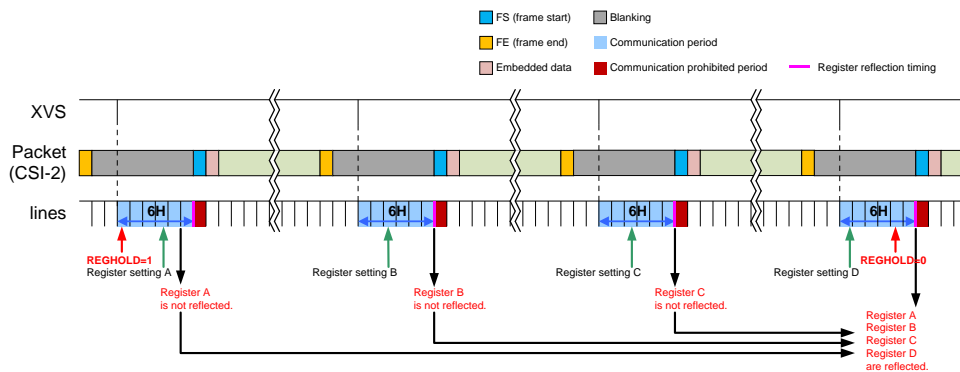 FS (frame start)
Blanking
FE (frame end)
Communication period
Embedded data
Communication prohibited period
Register reflection timing
XVS
Packet
(CSI-2)
lines
6H
6H
6H
6H
REGHOLD=1
Register setting A
Register setting B
Register setting C
Register setting D
REGHOLD=0
Register A
is not reflected.
Register B
is not reflected.
Register C
is not reflected.
Register A
Register B
Register C
Register D
are reflected.